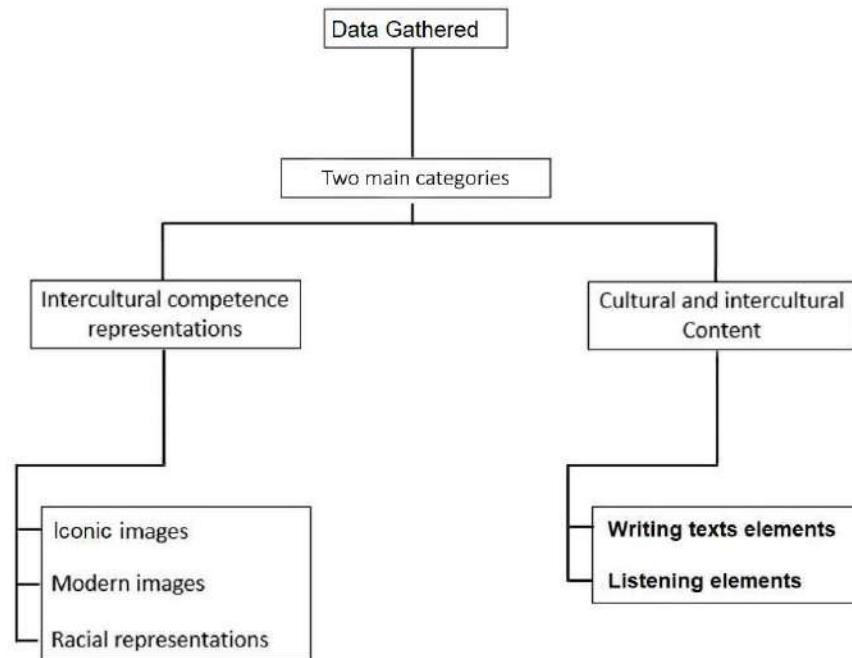 Data Gathered
Two main categories
Intercultural competence
representations
Cultural and intercultural
Content
Iconic images
Modern images
Racial representations
Writing texts elements
Listening elements